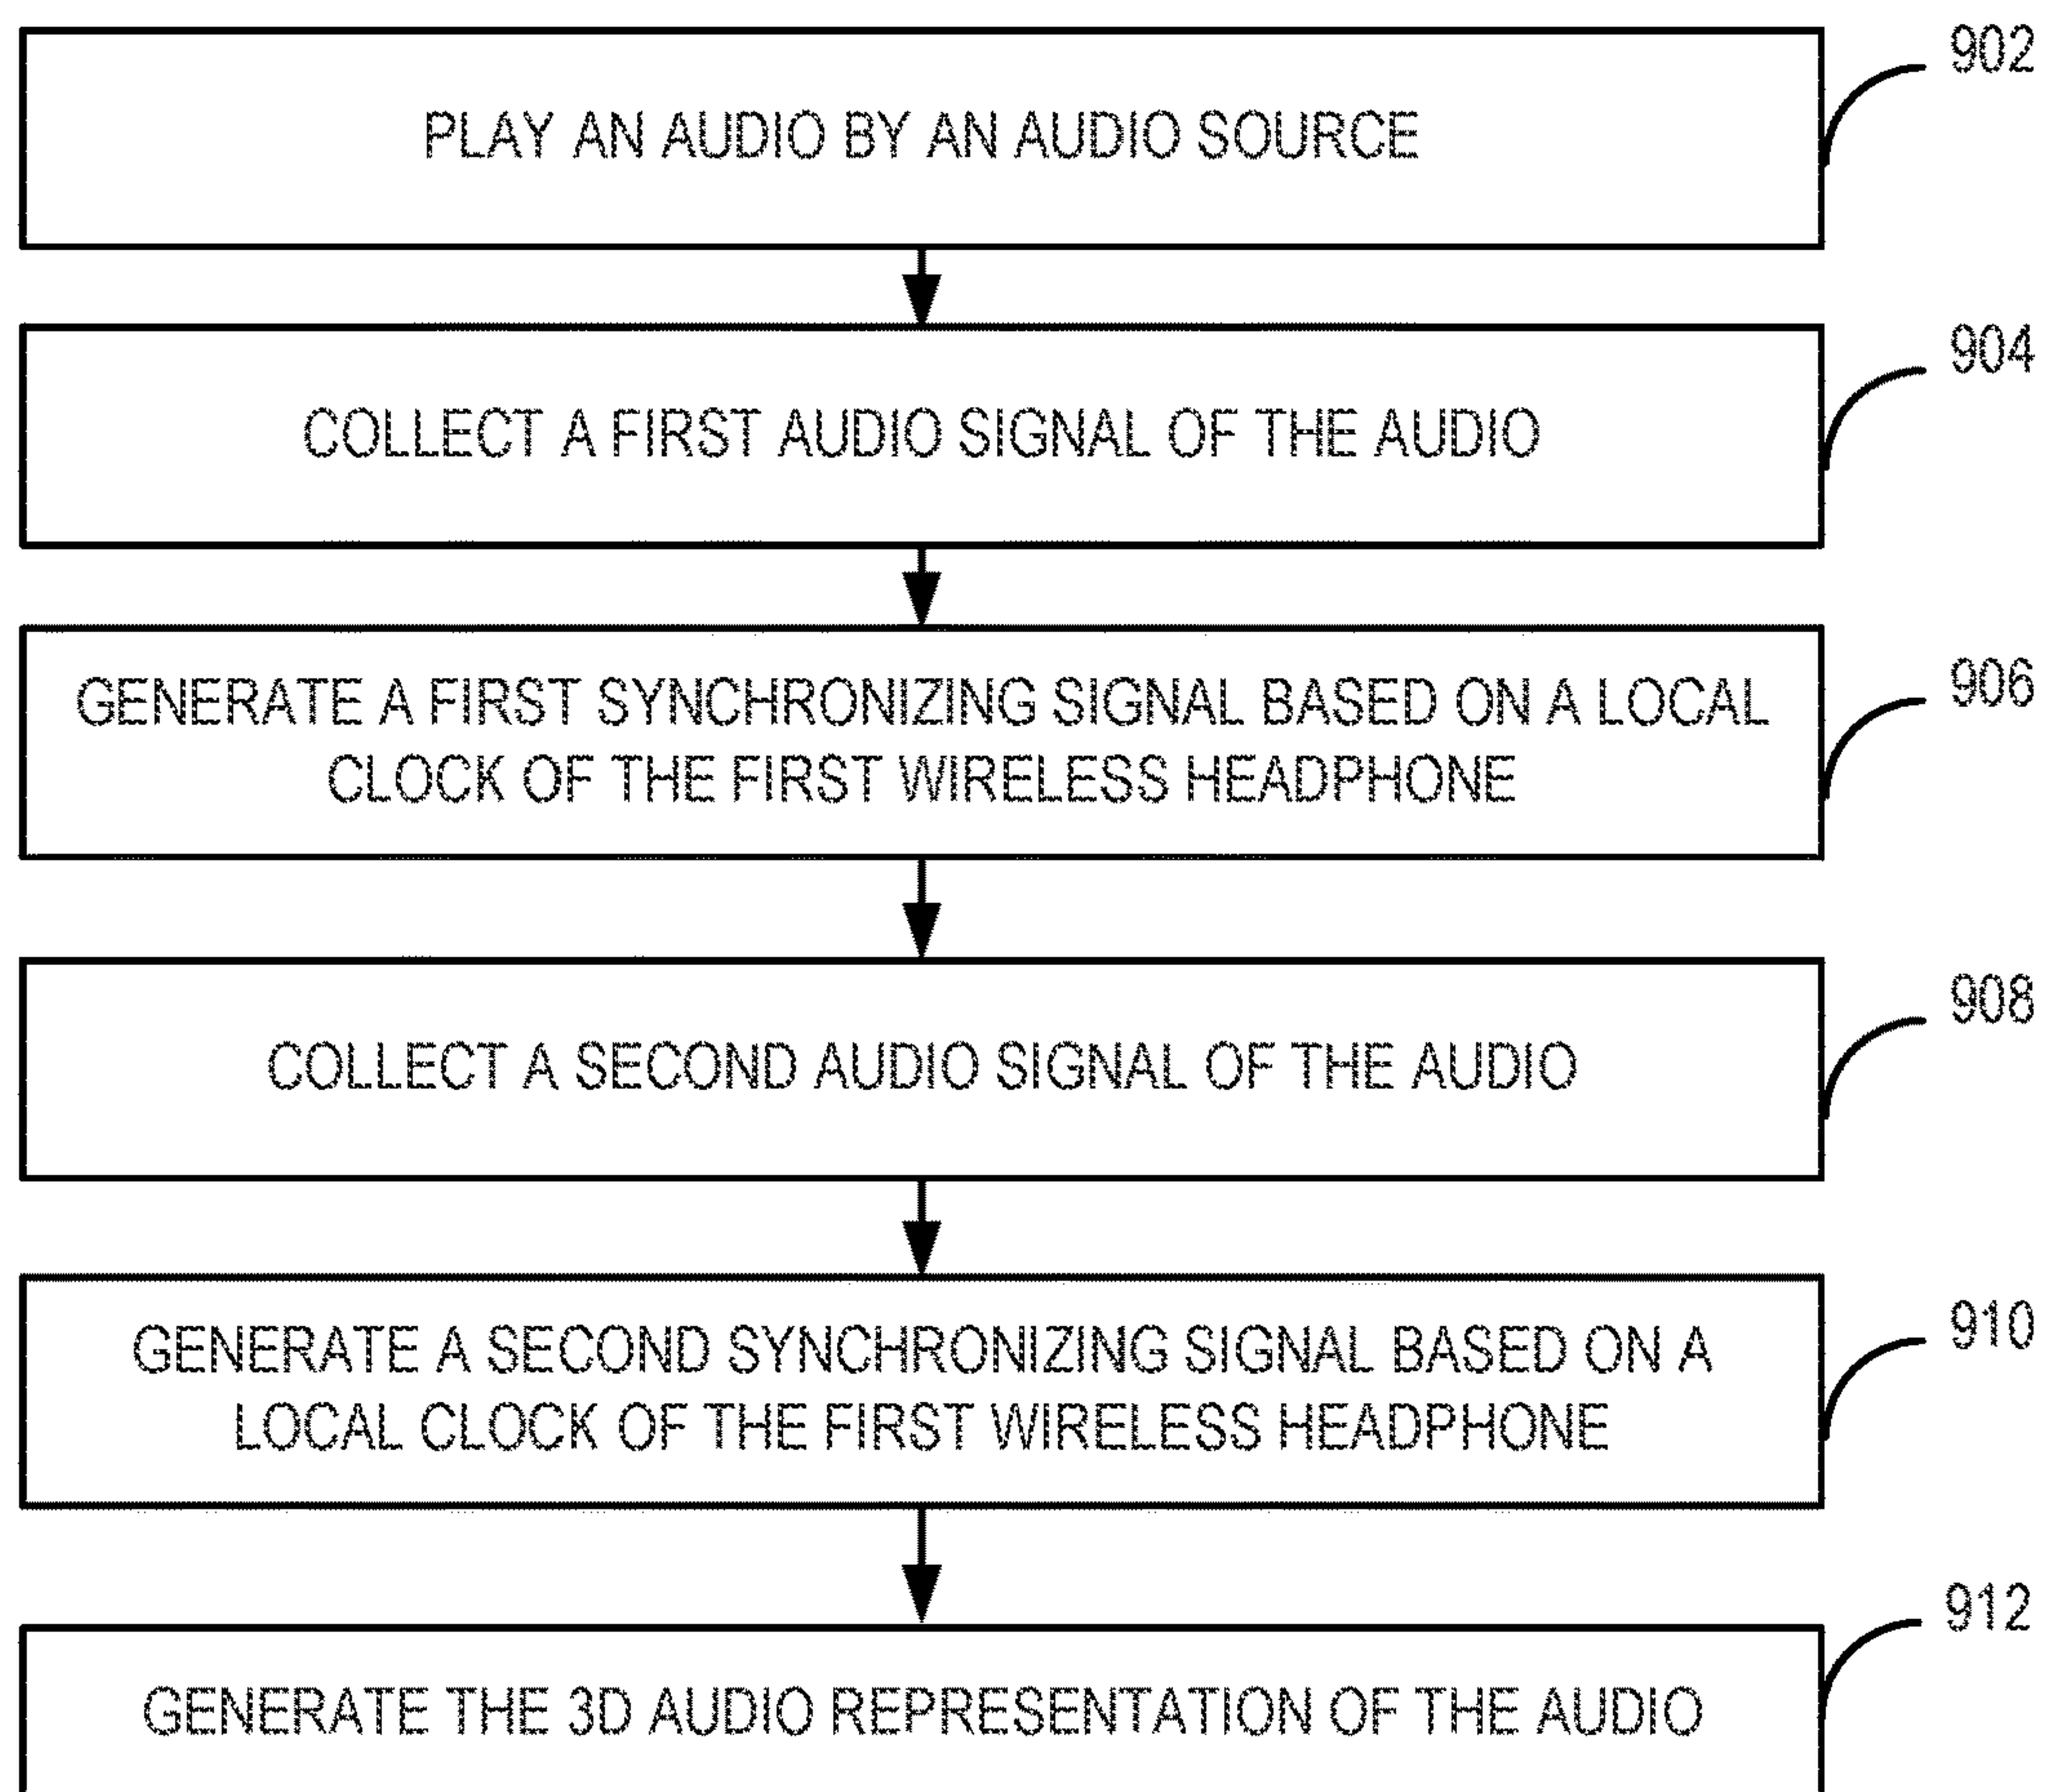 902
PLAY AN AUDIO BY AN AUDIO SOURCE
904
COLLECT A FIRST AUDIO SIGNAL OF THE AUDIO
906
GENERATE A FIRST SYNCHRONIZING SIGNAL BASED ON A LOCAL
CLOCK OF THE FIRST WIRELESS HEADPHONE
908
COLLECT A SECOND AUDIO SIGNAL OF THE AUDIO
910
GENERATE A SECOND SYNCHRONIZING SIGNAL BASED ON A
LOCAL CLOCK OF THE FIRST WIRELESS HEADPHONE
912
GENERATE THE 3D AUDIO REPRESENTATION OF THE AUDIO